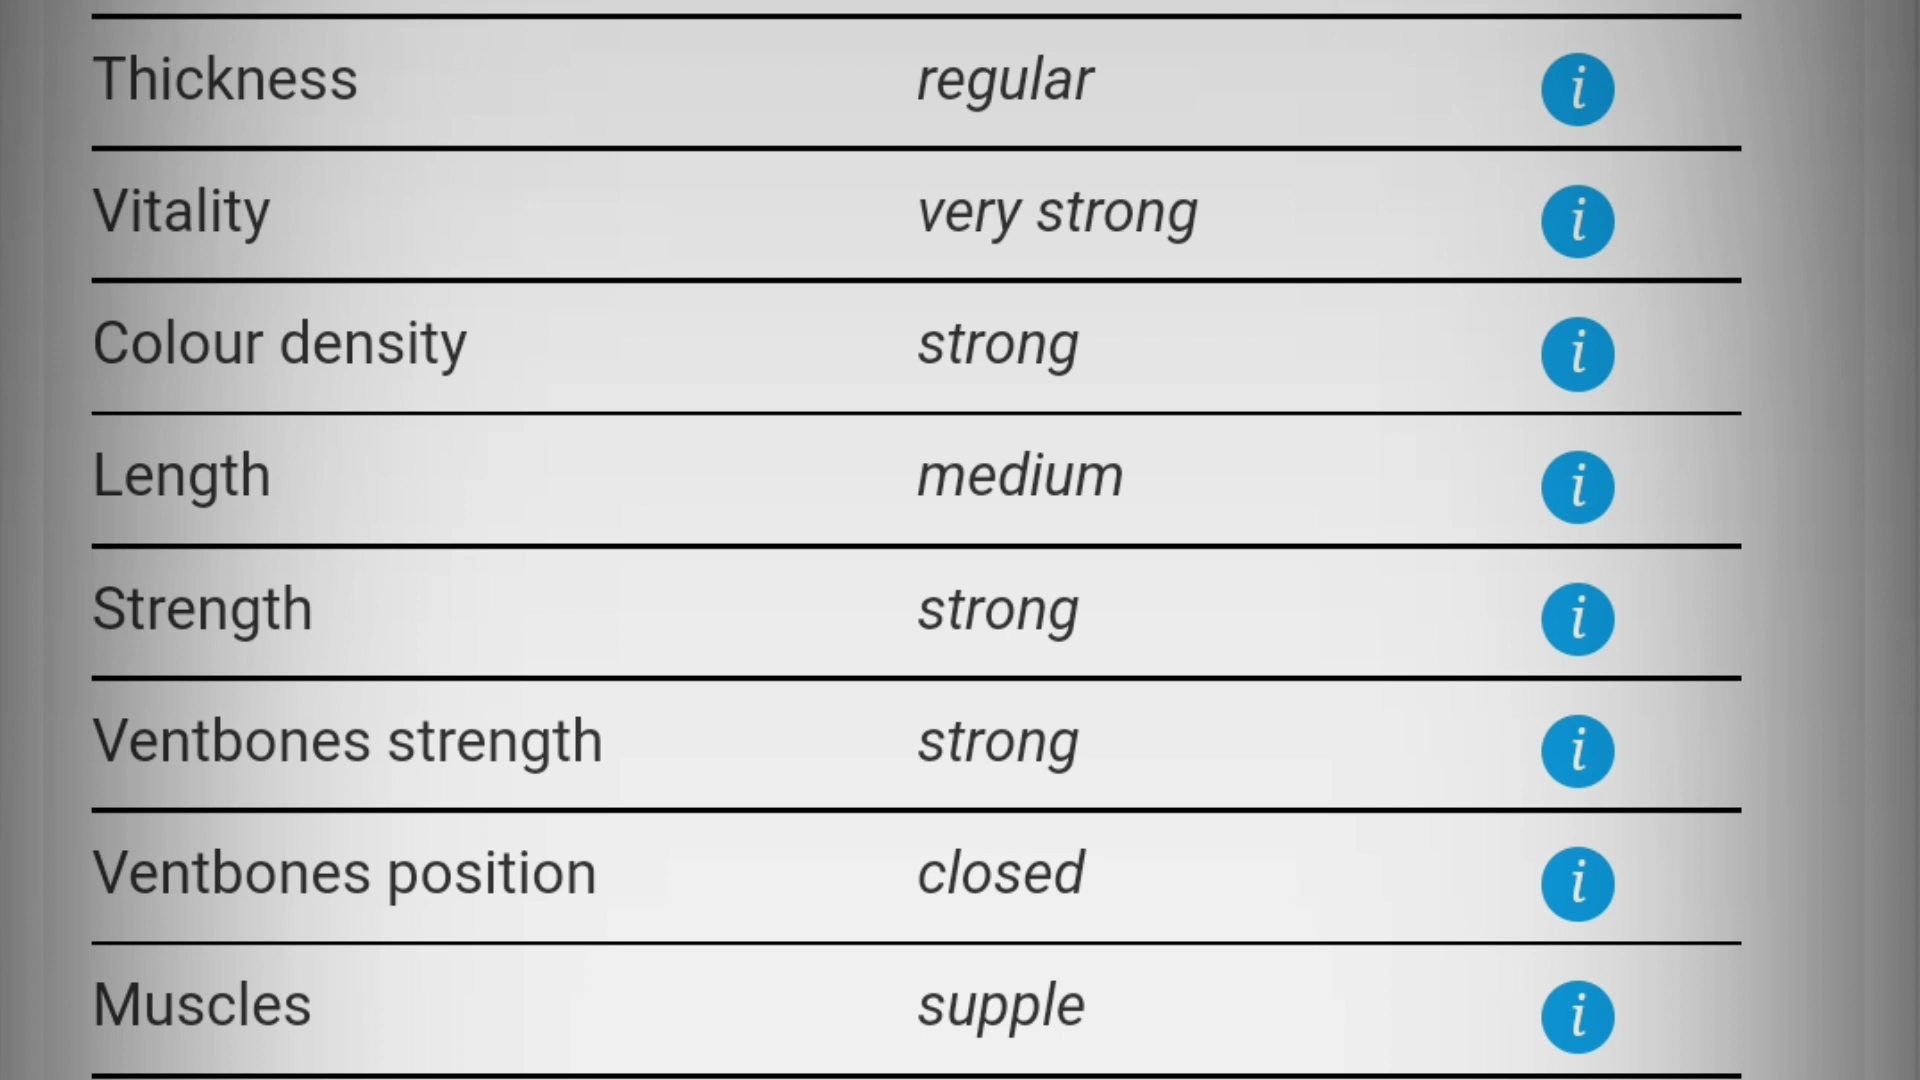 Thickness regular i
Vitality very strong i
Colour density strong i
Length medium i
Strength strong i
Ventbones strength strong i
Ventbones position closed i
Muscles supple i